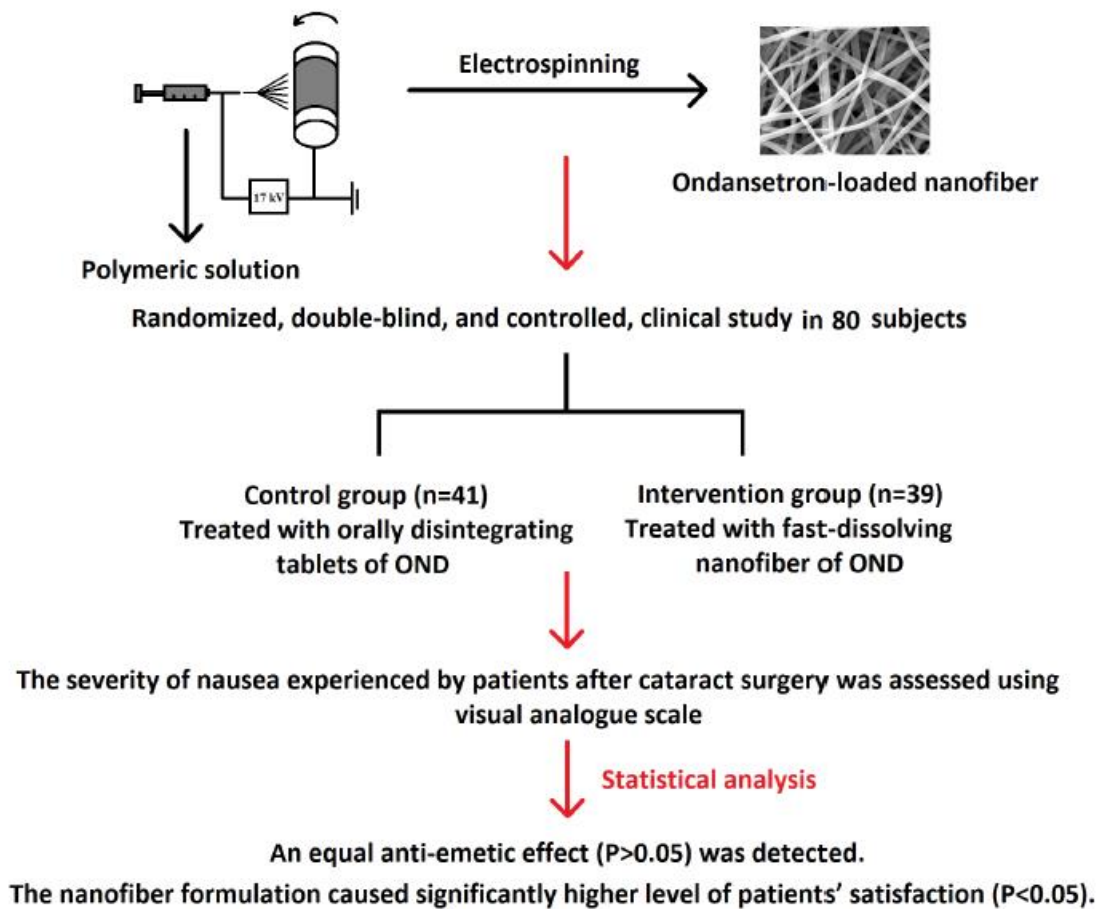 Electrospinning
17 kV
Ondansetron-loaded nanofiber
Polymeric solution
Randomized, double-blind, and controlled, clinical study in 80 subjects
Control group (n=41)
Treated with orally disintegrating
tablets of OND
Intervention group (n=39)
Treated with fast-dissolving
nanofiber of OND
The severity of nausea experienced by patients after cataract surgery was assessed using
visual analogue scale
Statistical analysis
An equal anti-emetic effect (P>0.05) was detected.
The nanofiber formulation caused significantly higher level of patients’ satisfaction (P<0.05).